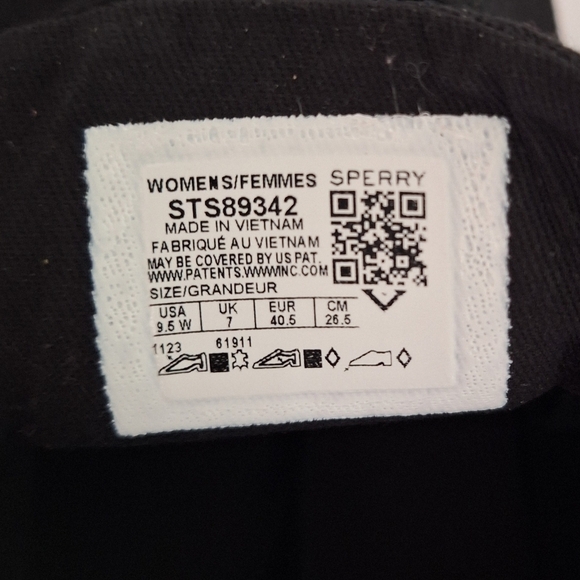 WOMENS/FEMMES SPERRY
STS89342
MADE IN VIETNAM
FABRIQUÉ AU VIETNAM
MAY BE COVERED BY US PAT.
WWW.PATENTS.WWWINC.COM
SIZE/GRANDEUR
USA UK EUR CM
9.5 W 7 40.5 26.5
1123 61911